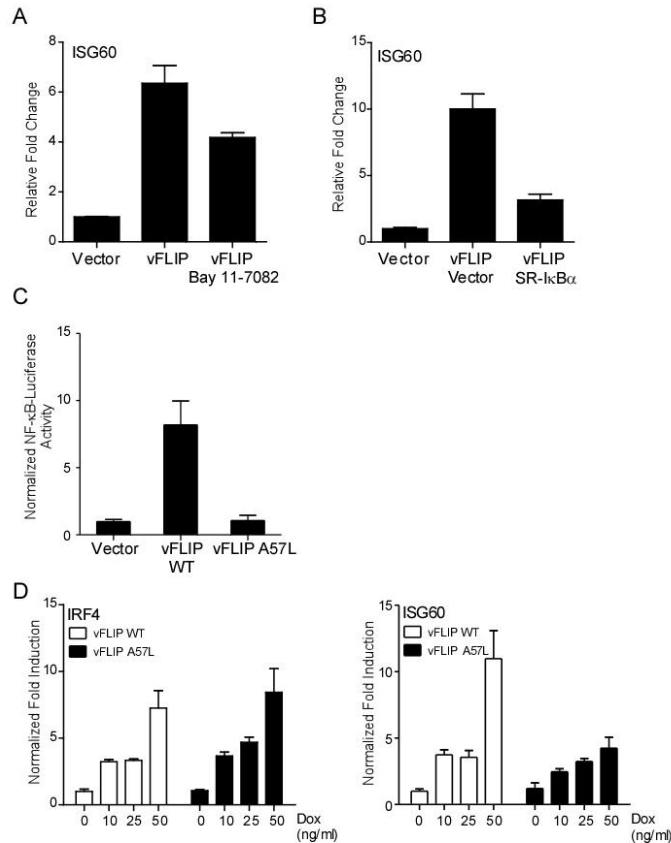 A
ISG60
Relative Fold Change
8
6
4
2
0
Vector
vFLIP
vFLIP
Bay 11-7082
B
ISG60
Relative Fold Change
15
10
5
0
Vector
vFLIP
Vector
vFLIP
SR-IκBα
C
Normalized NF-κB-Luciferase
Activity
15
10
5
0
Vector
vFLIP
WT
vFLIP A57L
D
IRF4
vFLIP WT
vFLIP A57L
Normalized Fold Induction
15
10
5
0
0 10 25 50 0 10 25 50 Dox
(ng/ml)
ISG60
vFLIP WT
vFLIP A57L
Normalized Fold Induction
15
10
5
0
0 10 25 50 0 10 25 50 Dox
(ng/ml)